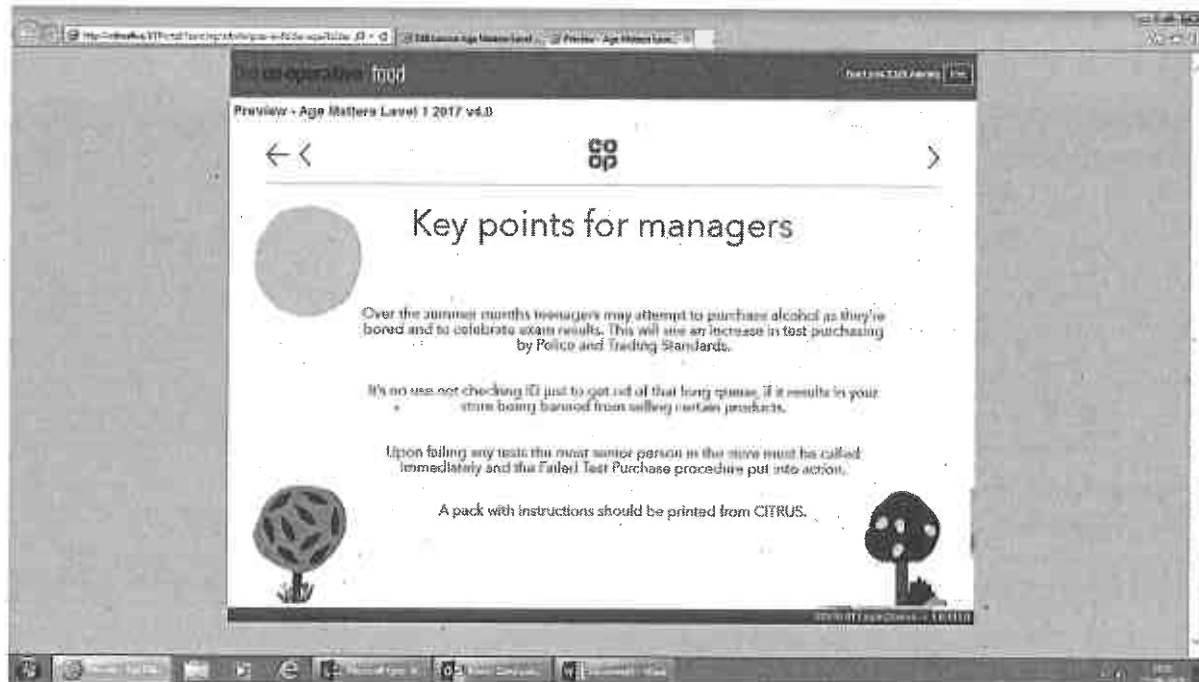 the co-operative food
Preview - Age Matters Level 1 2017 v4.0
co
op
Key points for managers
Over the summer months teenagers may attempt to purchase alcohol as they're
bored and to celebrate exam results. This will see an increase in test purchasing
by Police and Trading Standards.
It's no use not checking ID just to get rid of that long queue, if it results in your
store being banned from selling certain products.
Upon failing any tests the most senior person in the store must be called
immediately and the Failed Test Purchase procedure put into action.
A pack with instructions should be printed from CITRUS.